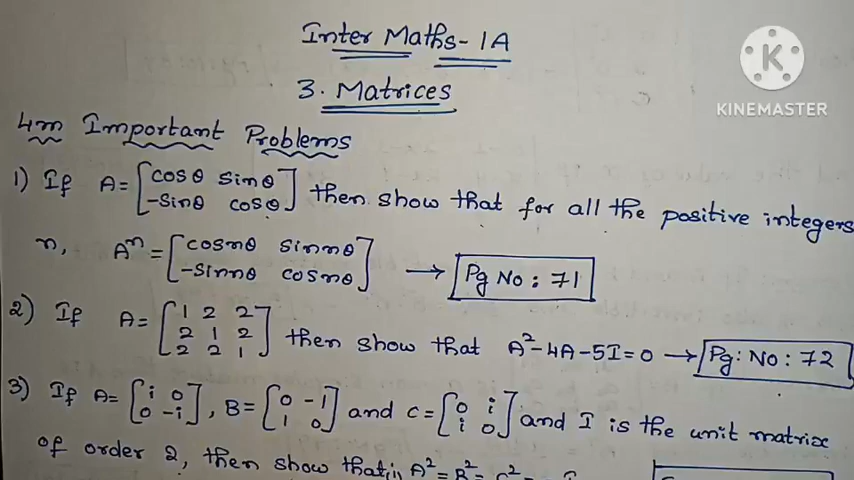 Inter Maths-1A
3. Matrices
KINEMASTER
4m Important Problems
1) If A=[cosθ sinθ
-sinθ cosθ] then show that for all the positive integers
n, A^n=[cosnθ sinnθ
-sinnθ cosnθ] → Pg No: 71
2) If A=[1 2 2
2 1 2
2 2 1] then show that A²-4A-5I=0 → Pg: No: 72
3) If A=[i 0
0 -i], B=[0 -1
1 0] and C=[0 i
i 0] and I is the unit matrix
of order 2, then show that i, A²=B²=C²=